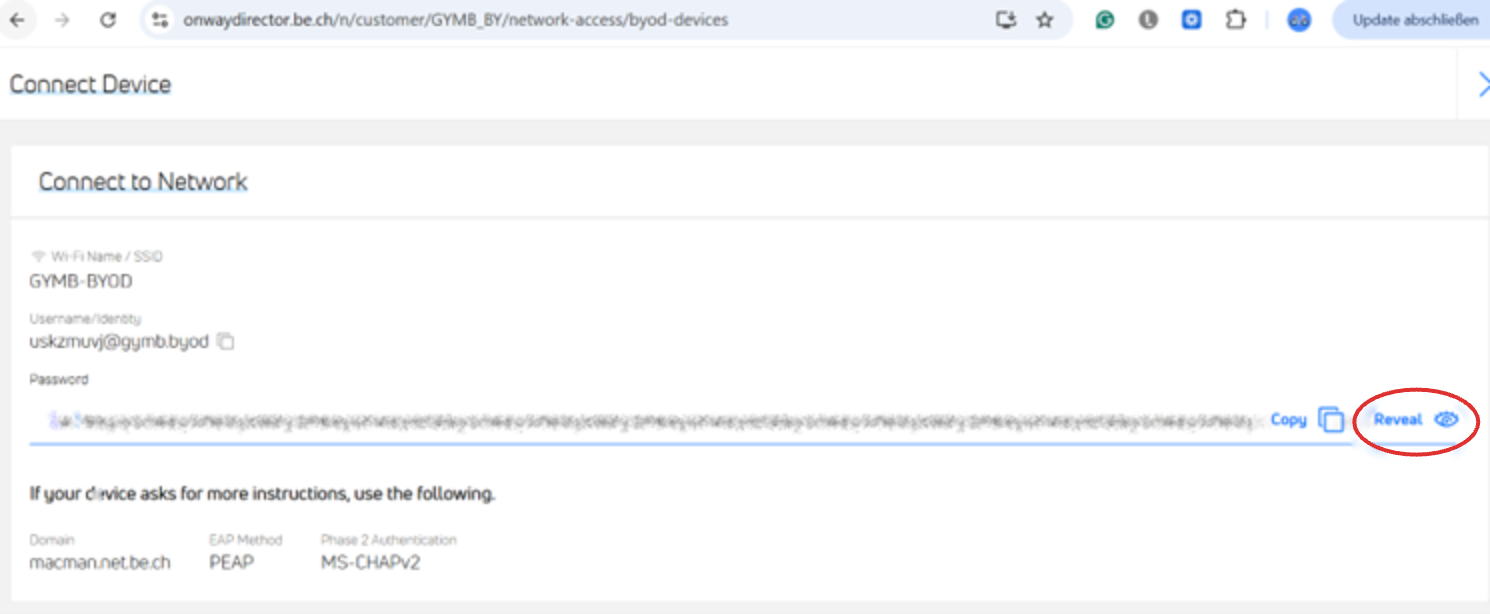 onwaydirector.be.ch/n/customer/GYMB_BY/network-access/byod-devices
Update abschließen
Connect Device
Connect to Network
Wi-Fi Name / SSID
GYMB-BYOD
Username/Identity
uskzmuvj@gymb.byod
Password
Copy
Reveal
If your device asks for more instructions, use the following.
Domain EAP Method Phase 2 Authentication
macman.net.be.ch PEAP MS-CHAPv2